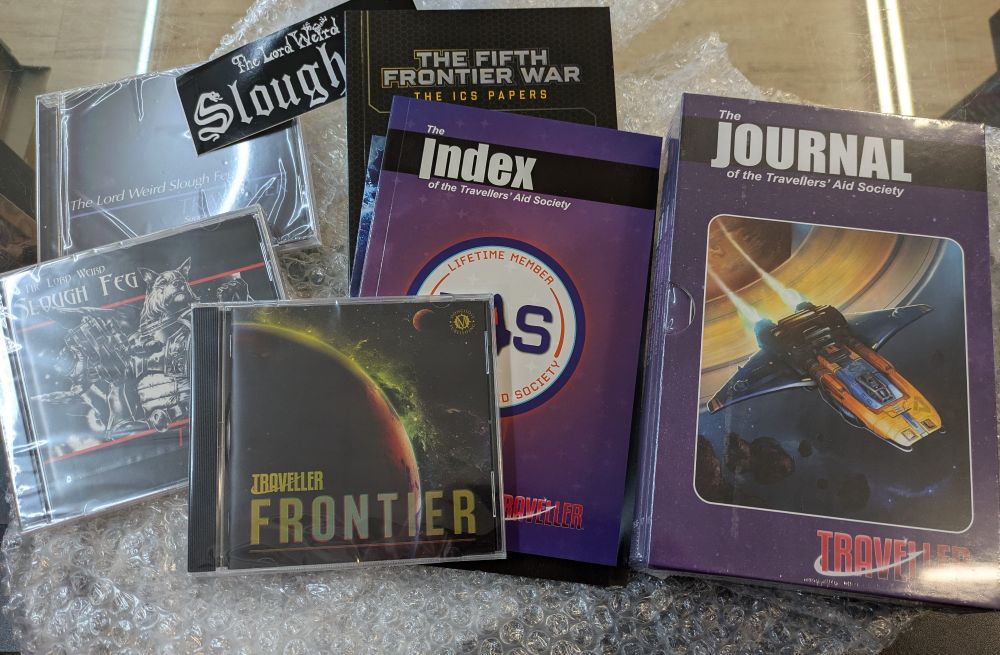 The Lord Weird
Slough
The Lord Weird Slough Feg
The Lord Weird
Slough Feg
T
THE FIFTH
FRONTIER WAR
THE ICS PAPERS
The
Index
of the Travellers' Aid Society
LIFETIME MEMBER
AS
D SOCIETY
TRAVELLER
TRAVELLER
FRONTIER
The
JOURNAL
of the Travellers' Aid Society
TRAVELLER